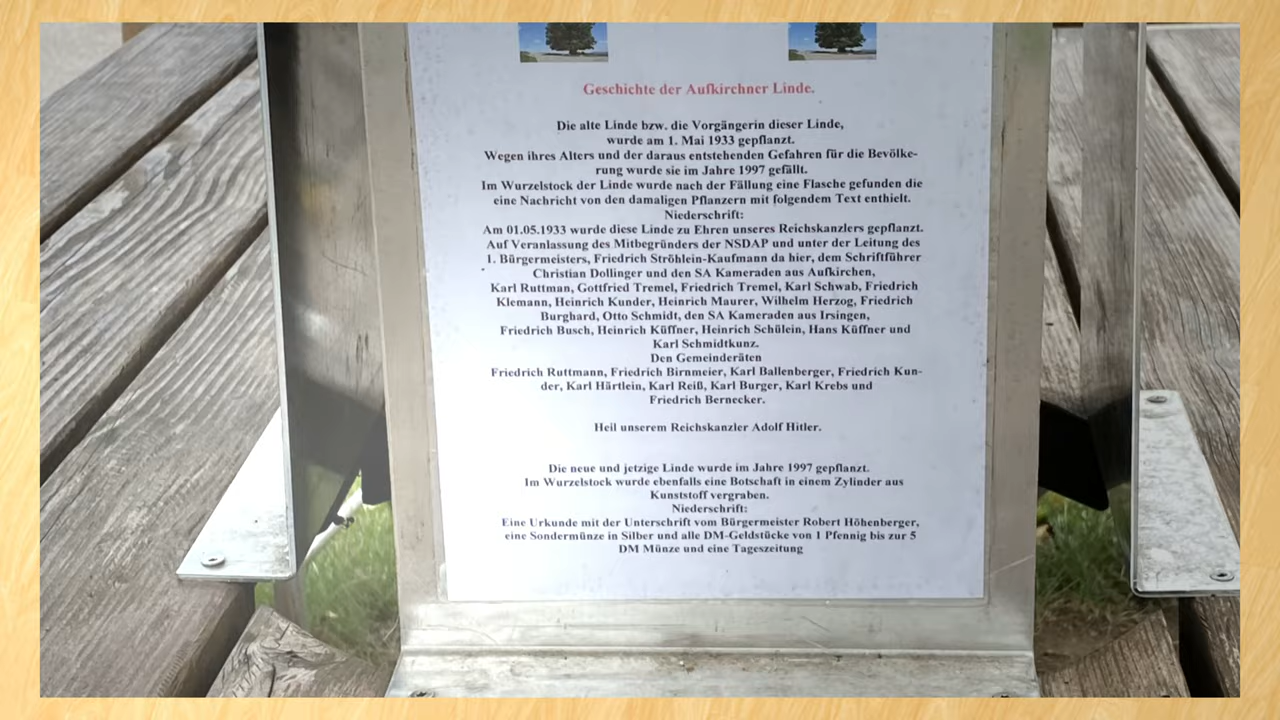 Geschichte der Aufkirchner Linde.
Die alte Linde bzw. die Vorgängerin dieser Linde,
wurde am 1. Mai 1933 gepflanzt.
Wegen ihres Alters und der daraus entstehenden Gefahren für die Bevölke-
rung wurde sie im Jahre 1997 gefällt.
Im Wurzelstock der Linde wurde nach der Fällung eine Flasche gefunden die
eine Nachricht von den damaligen Pflanzern mit folgendem Text enthielt.
Niederschrift:
Am 01.05.1933 wurde diese Linde zu Ehren unseres Reichskanzlers gepflanzt.
Auf Veranlassung des Mitbegründers der NSDAP und unter der Leitung des
1. Bürgermeisters, Friedrich Ströhlein-Kaufmann da hier, dem Schriftführer
Christian Dollinger und den SA Kameraden aus Aufkirchen,
Karl Ruttman, Gottfried Tremel, Friedrich Tremel, Karl Schwab, Friedrich
Klemann, Heinrich Kunder, Heinrich Maurer, Wilhelm Herzog, Friedrich
Burghard, Otto Schmidt, den SA Kameraden aus Irsingen,
Friedrich Busch, Heinrich Küffner, Heinrich Schülein, Hans Küffner und
Karl Schmidtkunz.
Den Gemeinderäten
Friedrich Ruttmann, Friedrich Birnmeier, Karl Ballenberger, Friedrich Kun-
der, Karl Härtlein, Karl Reiß, Karl Burger, Karl Krebs und
Friedrich Bernecker.
Heil unserem Reichskanzler Adolf Hitler.
Die neue und jetzige Linde wurde im Jahre 1997 gepflanzt.
Im Wurzelstock wurde ebenfalls eine Botschaft in einem Zylinder aus
Kunststoff vergraben.
Niederschrift:
Eine Urkunde mit der Unterschrift vom Bürgermeister Robert Höhenberger,
eine Sondermünze in Silber und alle DM-Geldstücke von 1 Pfennig bis zur 5
DM Münze und eine Tageszeitung